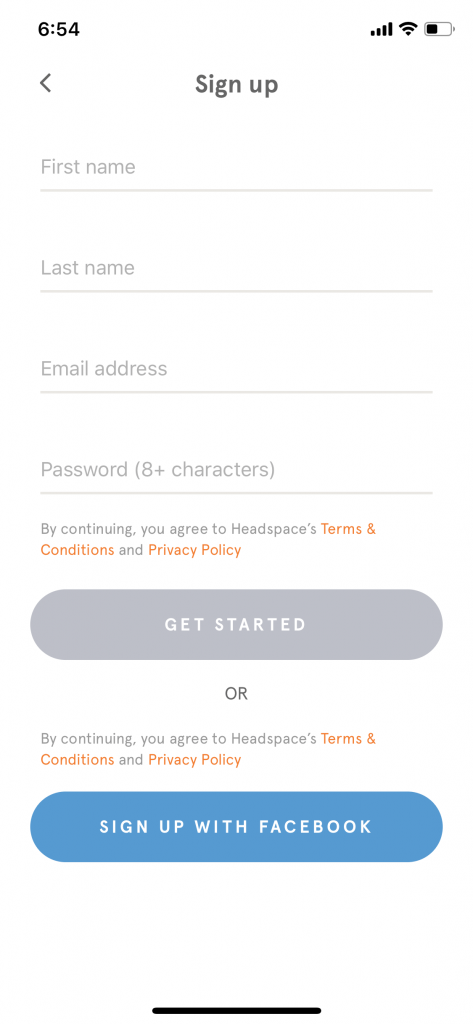 6:54
Sign up
First name
Last name
Email address
Password (8+ characters)
By continuing, you agree to Headspace’s Terms &
Conditions and Privacy Policy
GET STARTED
OR
By continuing, you agree to Headspace’s Terms &
Conditions and Privacy Policy
SIGN UP WITH FACEBOOK